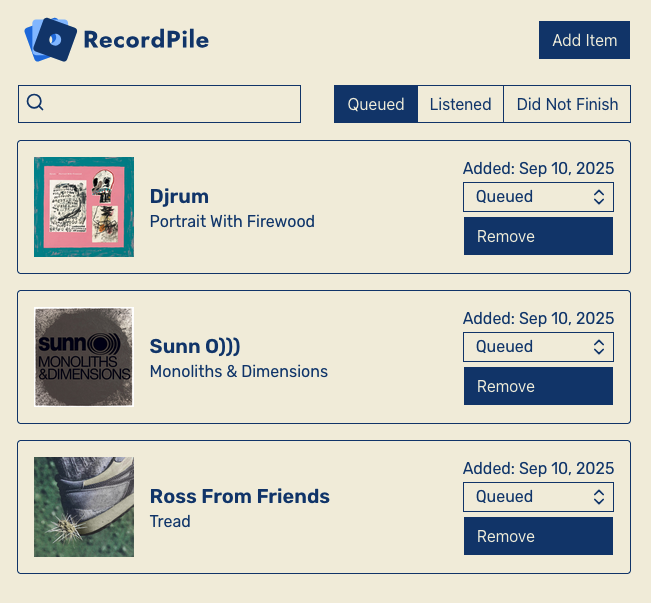 RecordPile
Add Item
Queued
Listened
Did Not Finish
Djrum
Portrait With Firewood
Added: Sep 10, 2025
Queued
Remove
sunn O)))
MONOLITHS
&DIMENSIONS
Sunn O)))
Monoliths & Dimensions
Added: Sep 10, 2025
Queued
Remove
Ross From Friends
Tread
Added: Sep 10, 2025
Queued
Remove